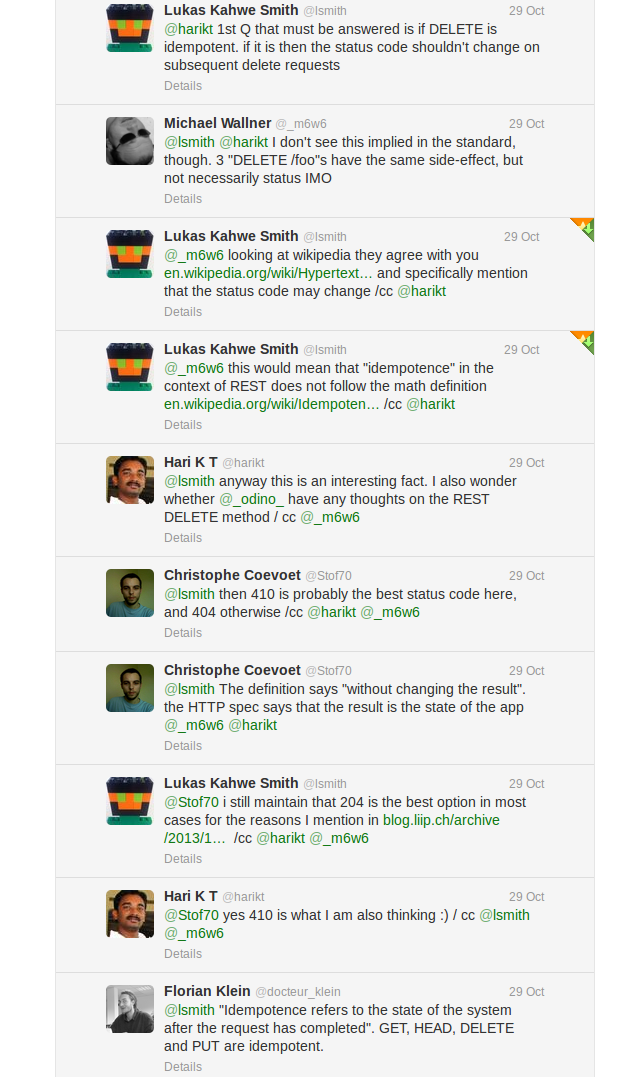 Lukas Kahwe Smith @lsmith 29 Oct
@harikt 1st Q that must be answered is if DELETE is
idempotent. if it is then the status code shouldn't change on
subsequent delete requests
Details
Michael Wallner @_m6w6 29 Oct
@lsmith @harikt I don't see this implied in the standard,
though. 3 "DELETE /foo"s have the same side-effect, but
not necessarily status IMO
Details
Lukas Kahwe Smith @lsmith 29 Oct
@_m6w6 looking at wikipedia they agree with you
en.wikipedia.org/wiki/Hypertext… and specifically mention
that the status code may change /cc @harikt
Details
Lukas Kahwe Smith @lsmith 29 Oct
@_m6w6 this would mean that "idempotence" in the
context of REST does not follow the math definition
en.wikipedia.org/wiki/Idempoten… /cc @harikt
Details
Hari K T @harikt 29 Oct
@lsmith anyway this is an interesting fact. I also wonder
whether @_odino_ have any thoughts on the REST
DELETE method / cc @_m6w6
Details
Christophe Coevoet @Stof70 29 Oct
@lsmith then 410 is probably the best status code here,
and 404 otherwise /cc @harikt @_m6w6
Details
Christophe Coevoet @Stof70 29 Oct
@lsmith The definition says "without changing the result".
the HTTP spec says that the result is the state of the app
@_m6w6 @harikt
Details
Lukas Kahwe Smith @lsmith 29 Oct
@Stof70 i still maintain that 204 is the best option in most
cases for the reasons I mention in blog.liip.ch/archive
/2013/1… /cc @harikt @_m6w6
Details
Hari K T @harikt 29 Oct
@Stof70 yes 410 is what I am also thinking :) / cc @lsmith
@_m6w6
Details
Florian Klein @docteur_klein 29 Oct
@lsmith "Idempotence refers to the state of the system
after the request has completed". GET, HEAD, DELETE
and PUT are idempotent.
Details